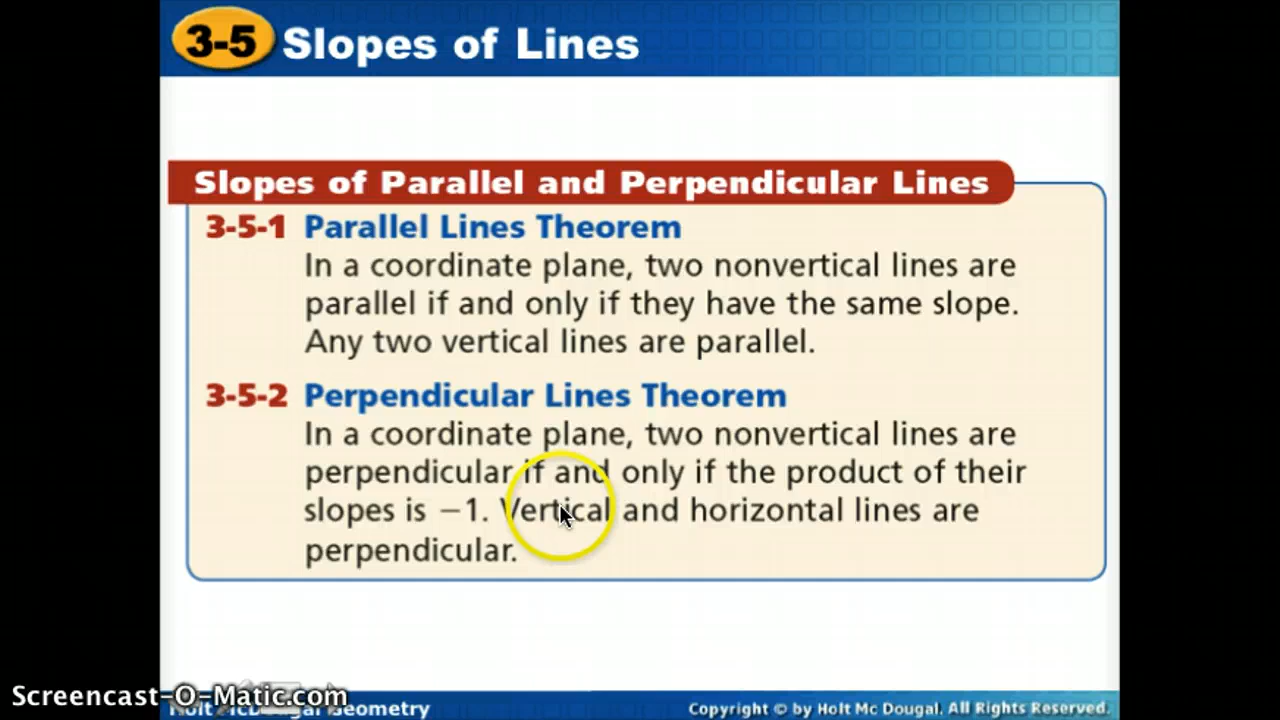 3-5 Slopes of Lines
Slopes of Parallel and Perpendicular Lines
3-5-1 Parallel Lines Theorem
In a coordinate plane, two nonvertical lines are
parallel if and only if they have the same slope.
Any two vertical lines are parallel.
3-5-2 Perpendicular Lines Theorem
In a coordinate plane, two nonvertical lines are
perpendicular if and only if the product of their
slopes is −1. Vertical and horizontal lines are
perpendicular.
Screencast-O-Matic.com
Holt McDougal Geometry
Copyright © by Holt Mc Dougal. All Rights Reserved.